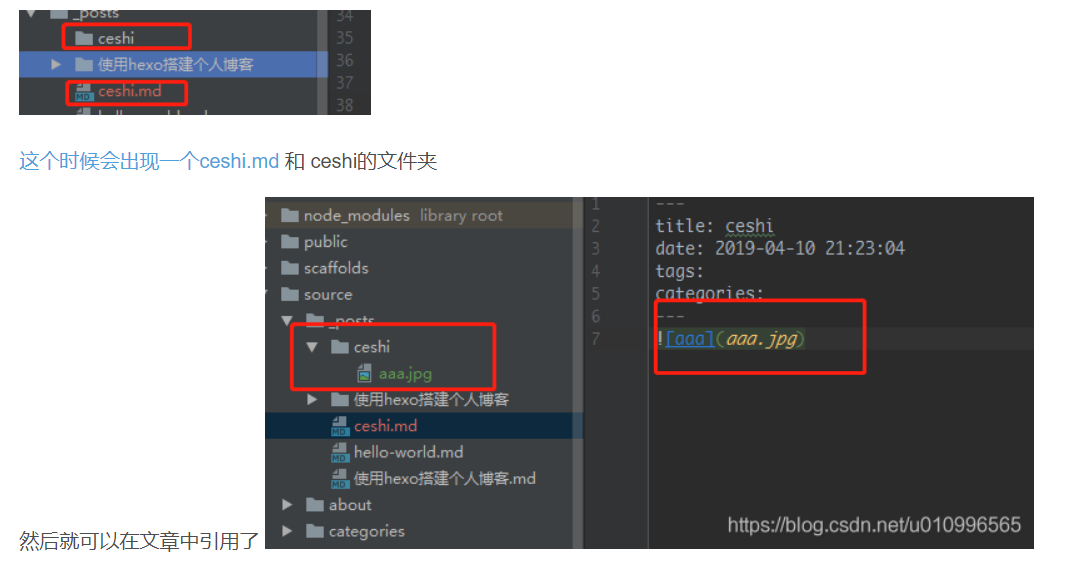 _posts
34
ceshi
35
使用hexo搭建个人博客
36
37
ceshi.md
38
这个时候会出现一个ceshi.md 和 ceshi的文件夹
node_modules library root
public
scaffolds
source
_posts
ceshi
aaa.jpg
使用hexo搭建个人博客
ceshi.md
hello-world.md
使用hexo搭建个人博客.md
about
categories
1 ---
2 title: ceshi
3 date: 2019-04-10 21:23:04
4 tags:
5 categories:
6 ---
7 ![aaa](aaa.jpg)
https://blog.csdn.net/u010996565
然后就可以在文章中引用了